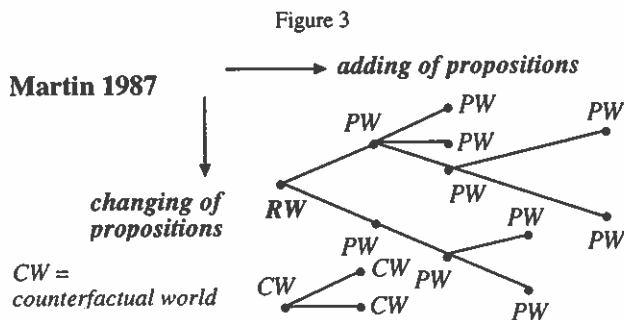 Figure 3
Martin 1987
adding of propositions
PW
PW
PW
PW
PW
RW
changing of
propositions
PW
PW
PW
PW
PW
CW =
counterfactual world
CW
CW
CW